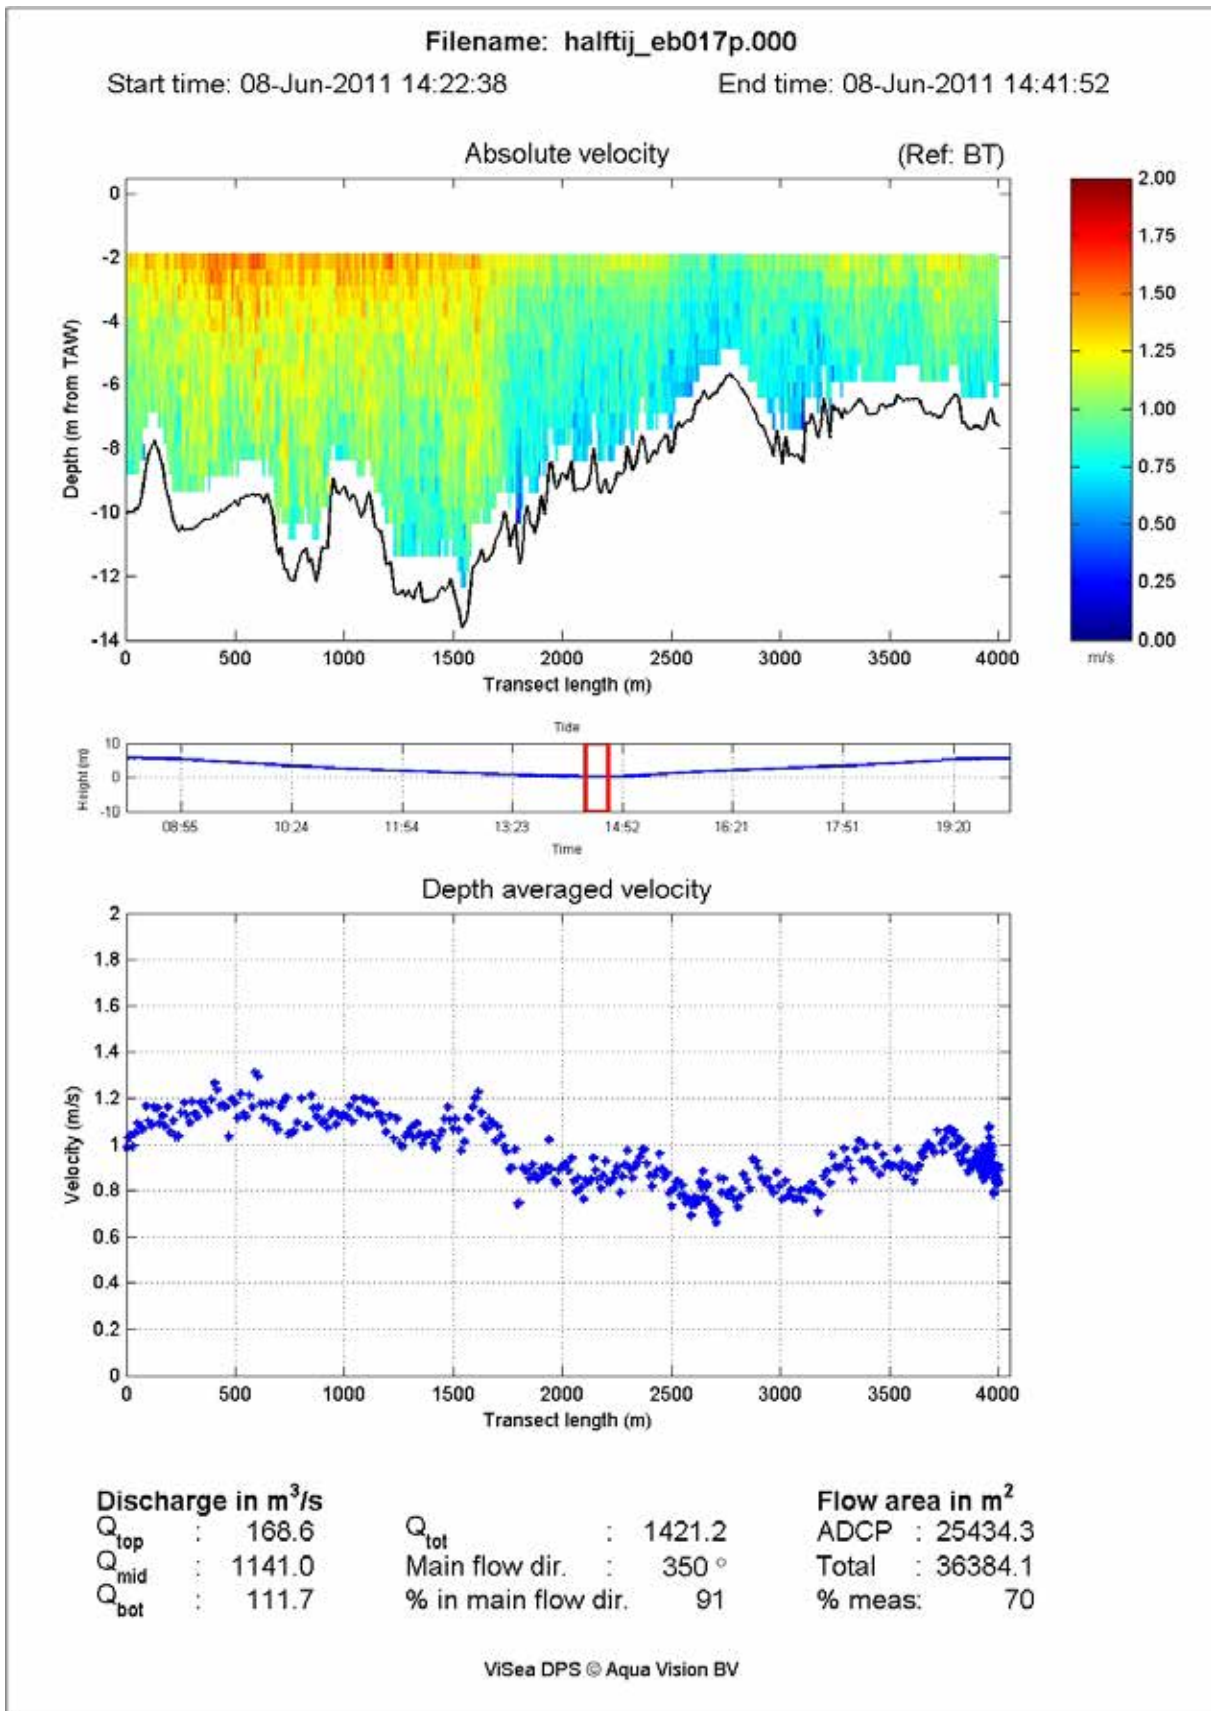 Filename: halftij_eb017p.000
Start time: 08-Jun-2011 14:22:38 End time: 08-Jun-2011 14:41:52
Absolute velocity (Ref: BT)
Depth (m from TAW)
0
-2
-4
-6
-8
-10
-12
-14
0 500 1000 1500 2000 2500 3000 3500 4000
Transect length (m)
2.00
1.75
1.50
1.25
1.00
0.75
0.50
0.25
0.00
m/s
Tide
Height (m)
10
0
-10
08:55 10:24 11:54 13:23 14:52 16:21 17:51 19:20
Time
Depth averaged velocity
Velocity (m/s)
2
1.8
1.6
1.4
1.2
1
0.8
0.6
0.4
0.2
0
0 500 1000 1500 2000 2500 3000 3500 4000
Transect length (m)
Discharge in m³/s Flow area in m²
Qtop : 168.6 Qtot : 1421.2 ADCP : 25434.3
Qmid : 1141.0 Main flow dir. : 350 ° Total : 36384.1
Qbot : 111.7 % in main flow dir. 91 % meas: 70
ViSea DPS © Aqua Vision BV